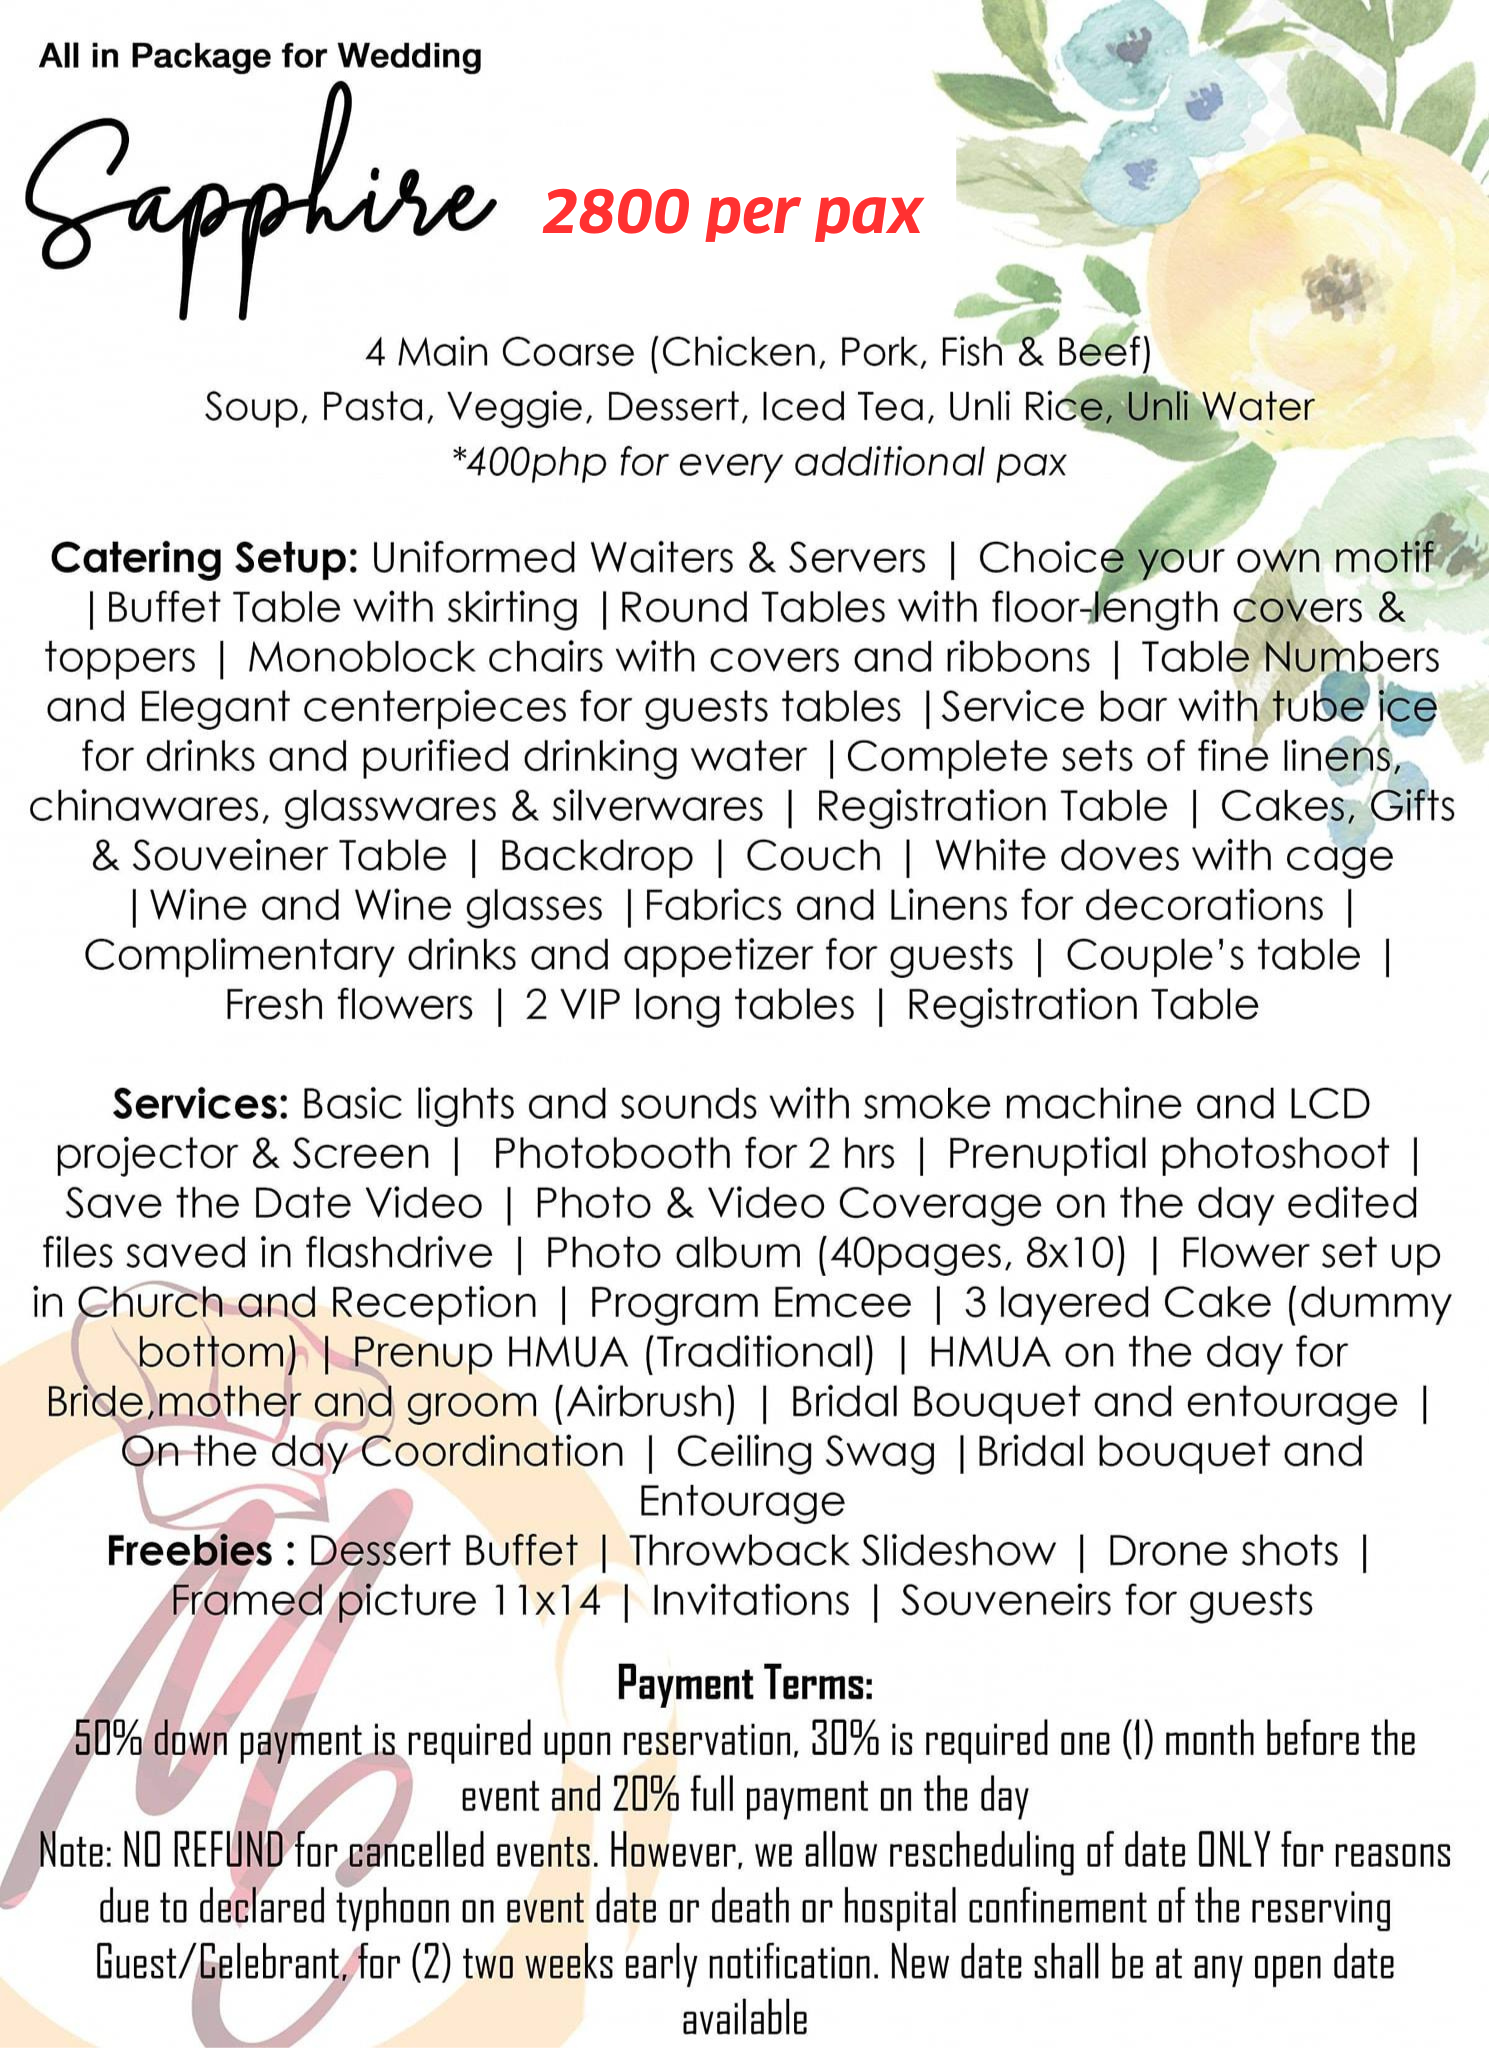 All in Package for Wedding
Sapphire
2800 per pax
4 Main Coarse (Chicken, Pork, Fish & Beef)
Soup, Pasta, Veggie, Dessert, Iced Tea, Unli Rice, Unli Water
*400php for every additional pax
Catering Setup: Uniformed Waiters & Servers | Choice your own motif
|Buffet Table with skirting |Round Tables with floor-length covers &
toppers | Monoblock chairs with covers and ribbons | Table Numbers
and Elegant centerpieces for guests tables |Service bar with tube ice
for drinks and purified drinking water |Complete sets of fine linens,
chinawares, glasswares & silverwares | Registration Table | Cakes, Gifts
& Souveiner Table | Backdrop | Couch | White doves with cage
|Wine and Wine glasses |Fabrics and Linens for decorations |
Complimentary drinks and appetizer for guests | Couple's table |
Fresh flowers | 2 VIP long tables | Registration Table
Services: Basic lights and sounds with smoke machine and LCD
projector & Screen | Photobooth for 2 hrs | Prenuptial photoshoot |
Save the Date Video | Photo & Video Coverage on the day edited
files saved in flashdrive | Photo album (40pages, 8x10) | Flower set up
in Church and Reception | Program Emcee | 3 layered Cake (dummy
bottom) | Prenup HMUA (Traditional) | HMUA on the day for
Bride,mother and groom (Airbrush) | Bridal Bouquet and entourage |
On the day Coordination | Ceiling Swag |Bridal bouquet and
Entourage
Freebies : Dessert Buffet | Throwback Slideshow | Drone shots |
Framed picture 11x14 | Invitations | Souveneirs for guests
Payment Terms:
50% down payment is required upon reservation, 30% is required one (1) month before the
event and 20% full payment on the day
Note: NO REFUND for cancelled events. However, we allow rescheduling of date ONLY for reasons
due to declared typhoon on event date or death or hospital confinement of the reserving
Guest/Celebrant, for (2) two weeks early notification. New date shall be at any open date
available